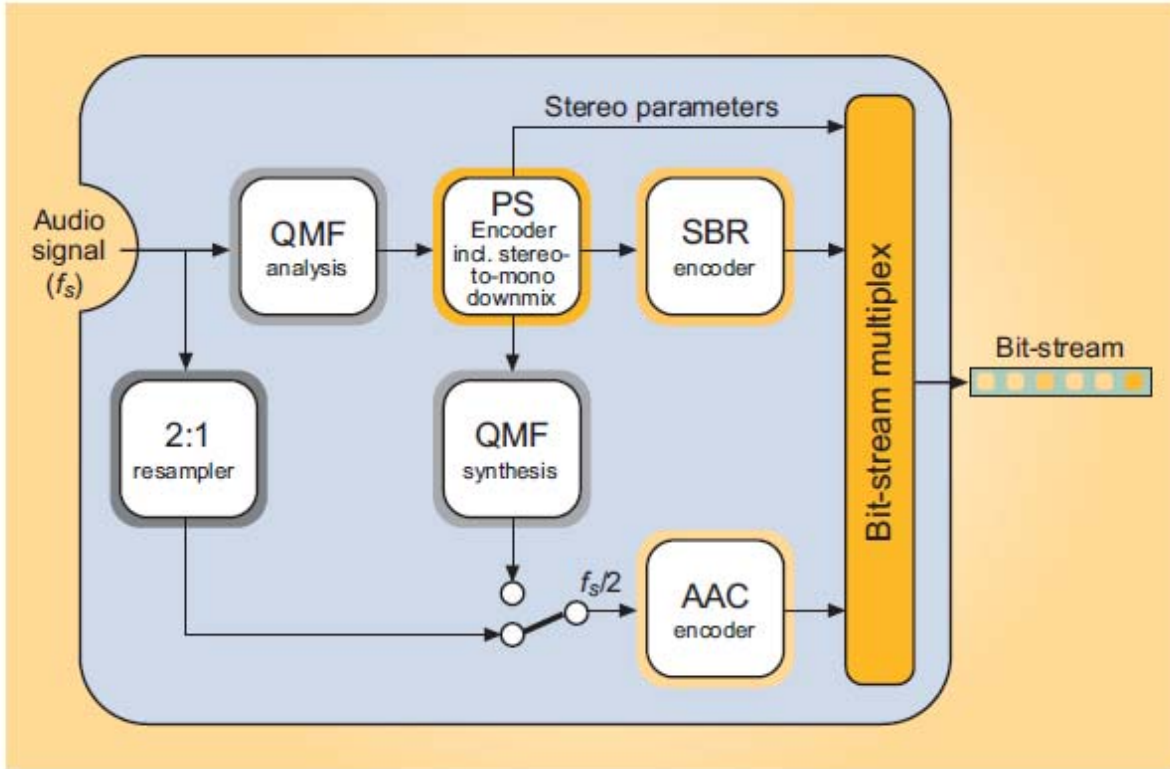 Stereo parameters
Audio
signal
(fs)
QMF
analysis
PS
Encoder
incl. stereo-
to-mono
downmix
SBR
encoder
Bit-stream multiplex
Bit-stream
2:1
resampler
QMF
synthesis
fs/2
AAC
encoder